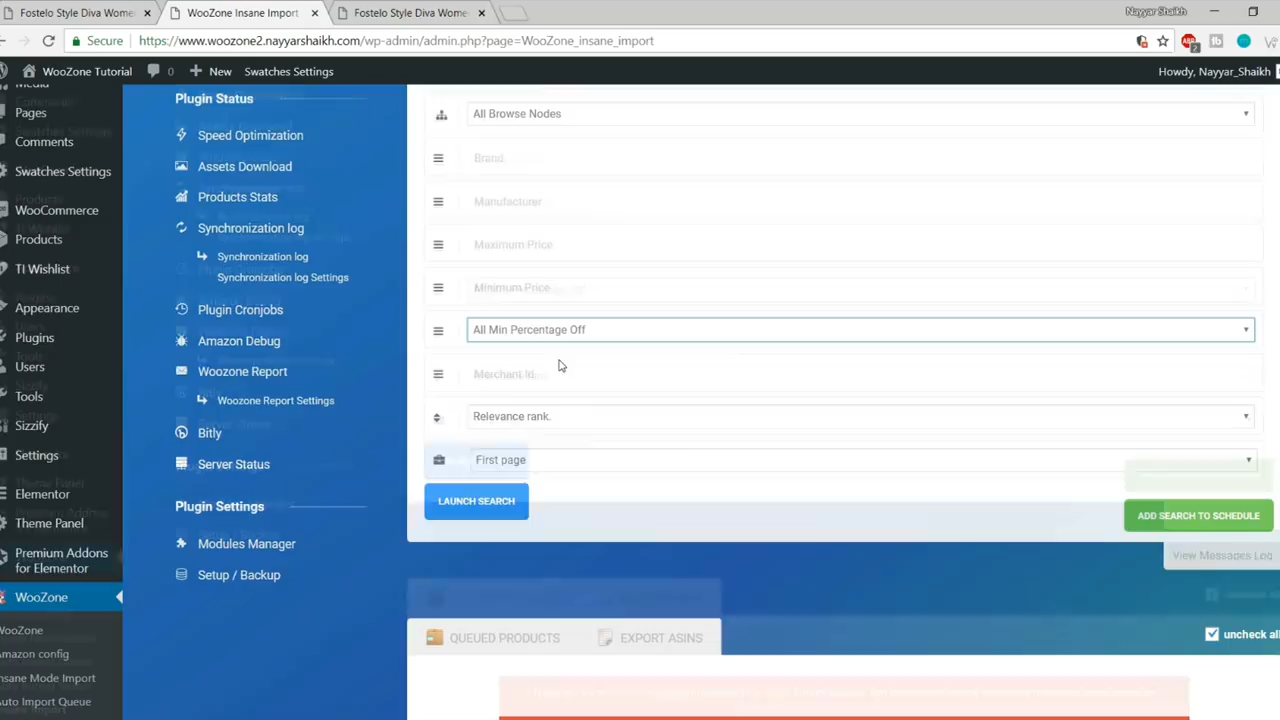 Fostelo Style Diva Wome
WooZone Insane Import
Fostelo Style Diva Wome
Nayyar Shaikh
Secure
https://www.woozone2.nayyarshaikh.com/wp-admin/admin.php?page=WooZone_insane_import
WooZone Tutorial
0
New
Swatches Settings
Howdy, Nayyar_Shaikh
Media
Pages
Comments
Swatches Settings
WooCommerce
Products
TI Wishlist
Appearance
Plugins
Users
Tools
Sizzify
Settings
Elementor
Theme Panel
Premium Addons
for Elementor
WooZone
WooZone
Amazon config
Insane Mode Import
Auto Import Queue
Plugin Status
Speed Optimization
Assets Download
Products Stats
Synchronization log
Synchronization log
Synchronization log Settings
Plugin Cronjobs
Amazon Debug
Woozone Report
Woozone Report Settings
Bitly
Server Status
Plugin Settings
Modules Manager
Setup / Backup
All Browse Nodes
Brand
Manufacturer
Maximum Price
Minimum Price
All Min Percentage Off
Merchant Id
Relevance rank.
First page
LAUNCH SEARCH
ADD SEARCH TO SCHEDULE
View Messages Log
QUEUED PRODUCTS
EXPORT ASINS
uncheck all